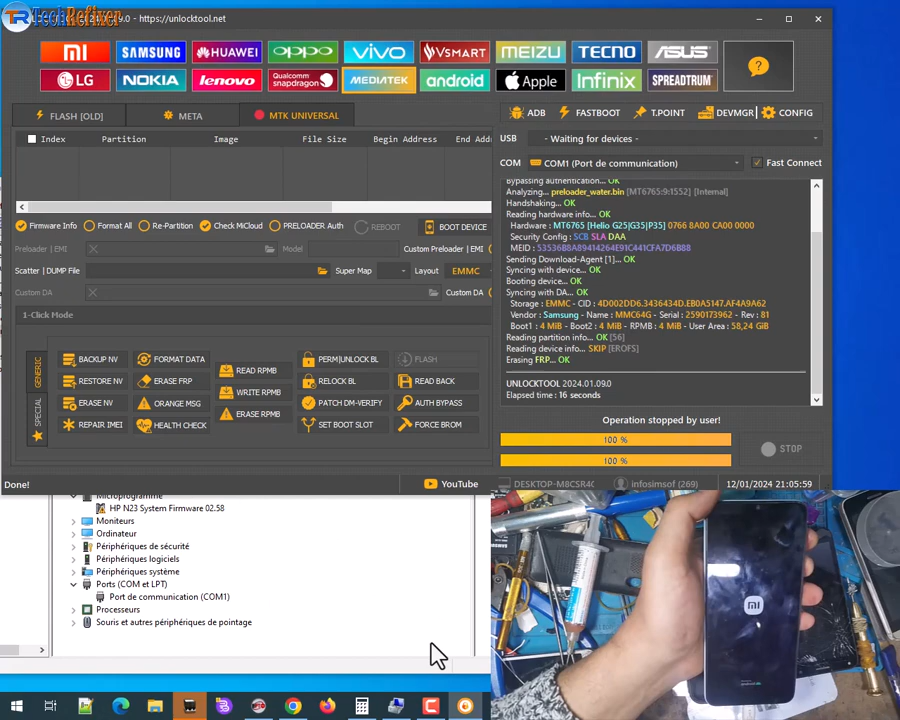 TR TechRefixer
2024.01.09.0 - https://unlocktool.net
MI SAMSUNG HUAWEI OPPO VIVO VSMART MEIZU TECNO ASUS
LG NOKIA lenovo Qualcomm snapdragon MEDIATEK android Apple Infinix SPREADTRUM
?
FLASH [OLD] META MTK UNIVERSAL
ADB FASTBOOT T.POINT DEVMGR CONFIG
Index Partition Image File Size Begin Address End Addr
USB - Waiting for devices -
COM COM1 (Port de communication) Fast Connect
Bypassing authentication... OK
Analyzing... preloader_water.bin [MT6765:9:1552] [Internal]
Handshaking... OK
Reading hardware info... OK
Hardware : MT6765 [Helio G25|G35|P35] 0766 8A00 CA00 0000
Security Config : SCB SLA DAA
MEID : 53536B8A89414264E91C441CFA7D6B88
Sending Download-Agent [1]... OK
Syncing with device... OK
Booting device... OK
Syncing with DA... OK
Storage : EMMC - CID : 4D002DD6.3436434D.EB0A5147.AF4A9A62
Vendor : Samsung - Name : MMC64G - Serial : 2590173962 - Rev : 81
Boot1 : 4 MiB - Boot2 : 4 MiB - RPMB : 4 MiB - User Area : 58,24 GiB
Reading partition info... OK [56]
Reading device info... SKIP [EROFS]
Erasing FRP... OK
UNLOCKTOOL 2024.01.09.0
Elapsed time : 16 seconds
Firmware Info Format All Re-Partition Check MiCloud PRELOADER Auth REBOOT BOOT DEVICE
Preloader | EMI Model Custom Preloader | EMI
Scatter | DUMP File Super Map Layout EMMC
Custom DA Custom DA
1-Click Mode
GENERIC
SPECIAL
BACKUP NV FORMAT DATA READ RPMB PERM|UNLOCK BL FLASH
RESTORE NV ERASE FRP WRITE RPMB RELOCK BL READ BACK
ERASE NV ORANGE MSG ERASE RPMB PATCH DM-VERIFY AUTH BYPASS
REPAIR IMEI HEALTH CHECK SET BOOT SLOT FORCE BROM
Operation stopped by user!
100 %
100 %
STOP
Done! YouTube DESKTOP-M8CSR4C infosimsof (269) 12/01/2024 21:05:59
Microprogramme
HP N23 System Firmware 02.58
Moniteurs
Ordinateur
Périphériques de sécurité
Périphériques logiciels
Périphériques système
Ports (COM et LPT)
Port de communication (COM1)
Processeurs
Souris et autres périphériques de pointage
mi